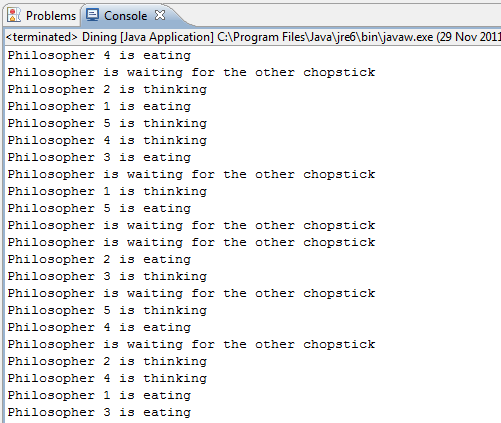 Problems Console
<terminated> Dining [Java Application] C:\Program Files\Java\jre6\bin\javaw.exe (29 Nov 2011
Philosopher 4 is eating
Philosopher is waiting for the other chopstick
Philosopher 2 is thinking
Philosopher 1 is eating
Philosopher 5 is thinking
Philosopher 4 is thinking
Philosopher 3 is eating
Philosopher is waiting for the other chopstick
Philosopher 1 is thinking
Philosopher 5 is eating
Philosopher is waiting for the other chopstick
Philosopher is waiting for the other chopstick
Philosopher 2 is eating
Philosopher 3 is thinking
Philosopher is waiting for the other chopstick
Philosopher 5 is thinking
Philosopher 4 is eating
Philosopher is waiting for the other chopstick
Philosopher 2 is thinking
Philosopher 4 is thinking
Philosopher 1 is eating
Philosopher 3 is eating